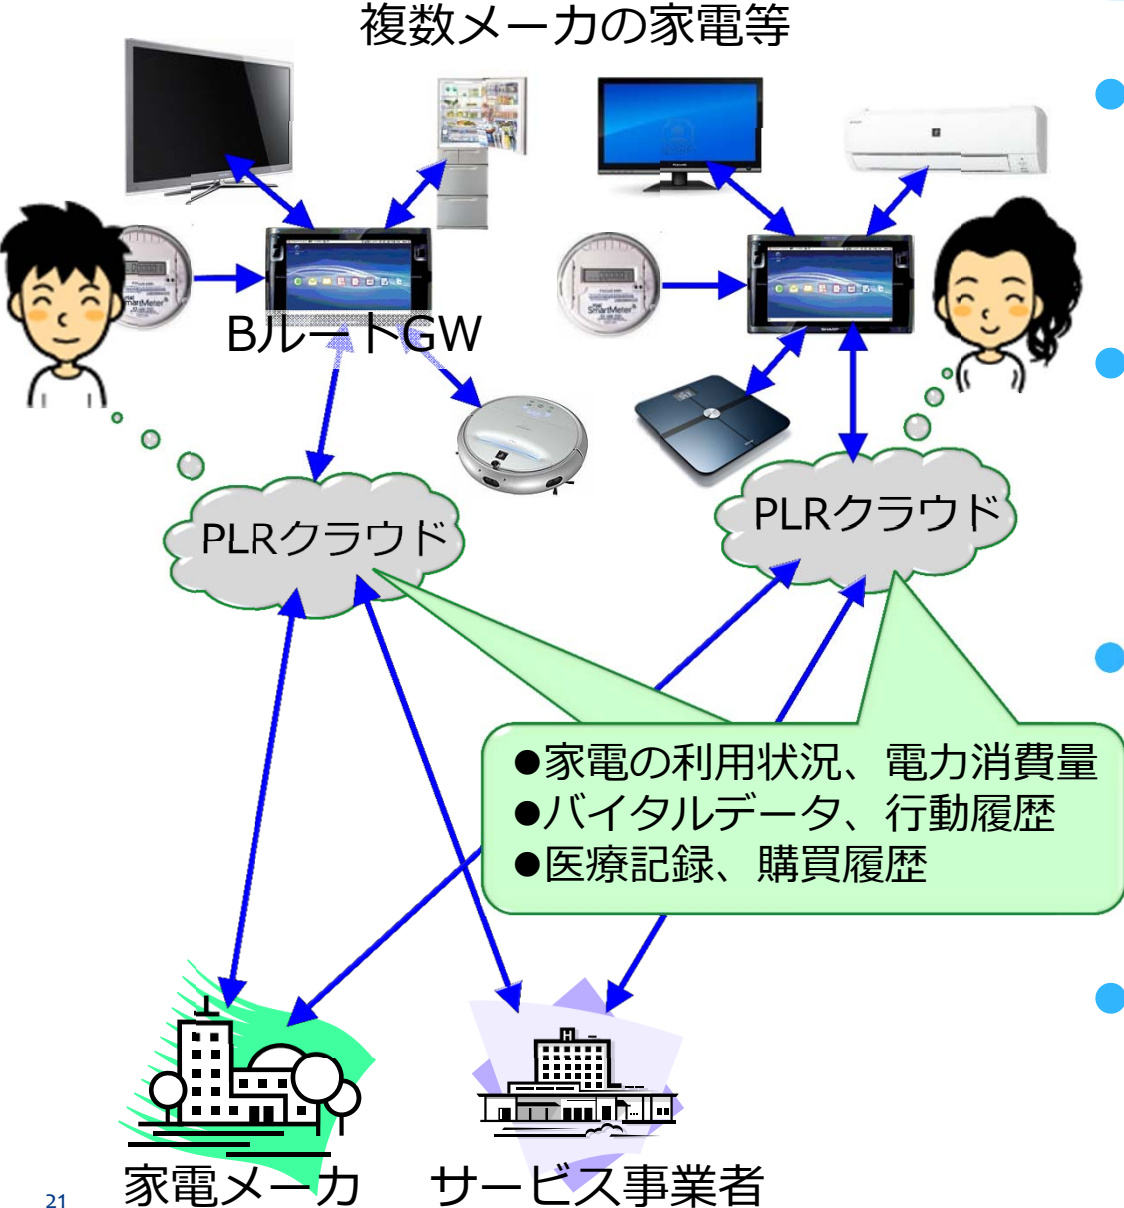 複数メーカの家電等
SmartMeter
SmartMeter
BルートGW
PLRクラウド
PLRクラウド
●家電の利用状況、電力消費量
●バイタルデータ、行動履歴
●医療記録、購買履歴
H
家電メーカ
サービス事業者
21